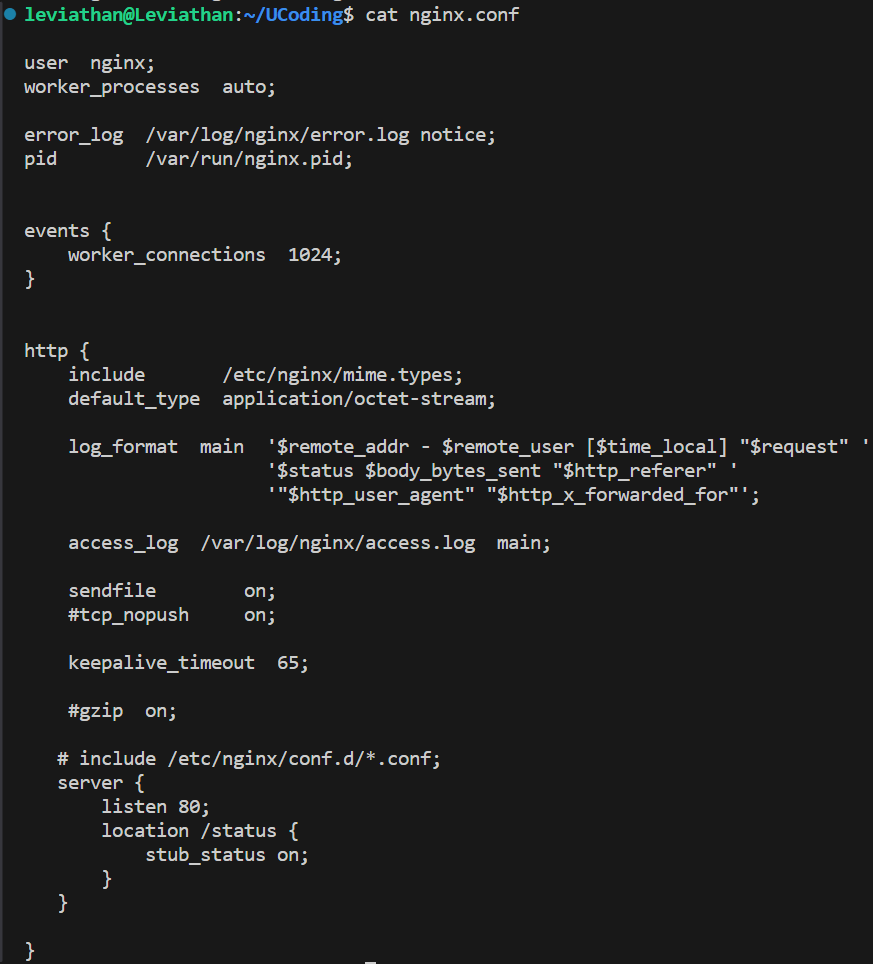 leviathan@Leviathan:~/UCoding$ cat nginx.conf

user  nginx;
worker_processes  auto;

error_log  /var/log/nginx/error.log notice;
pid        /var/run/nginx.pid;


events {
    worker_connections  1024;
}


http {
    include       /etc/nginx/mime.types;
    default_type  application/octet-stream;

    log_format  main  '$remote_addr - $remote_user [$time_local] "$request" '
                      '$status $body_bytes_sent "$http_referer" '
                      '"$http_user_agent" "$http_x_forwarded_for"';

    access_log  /var/log/nginx/access.log  main;

    sendfile        on;
    #tcp_nopush     on;

    keepalive_timeout  65;

    #gzip  on;

   # include /etc/nginx/conf.d/*.conf;
   server {
       listen 80;
       location /status {
           stub_status on;
       }
   }

}